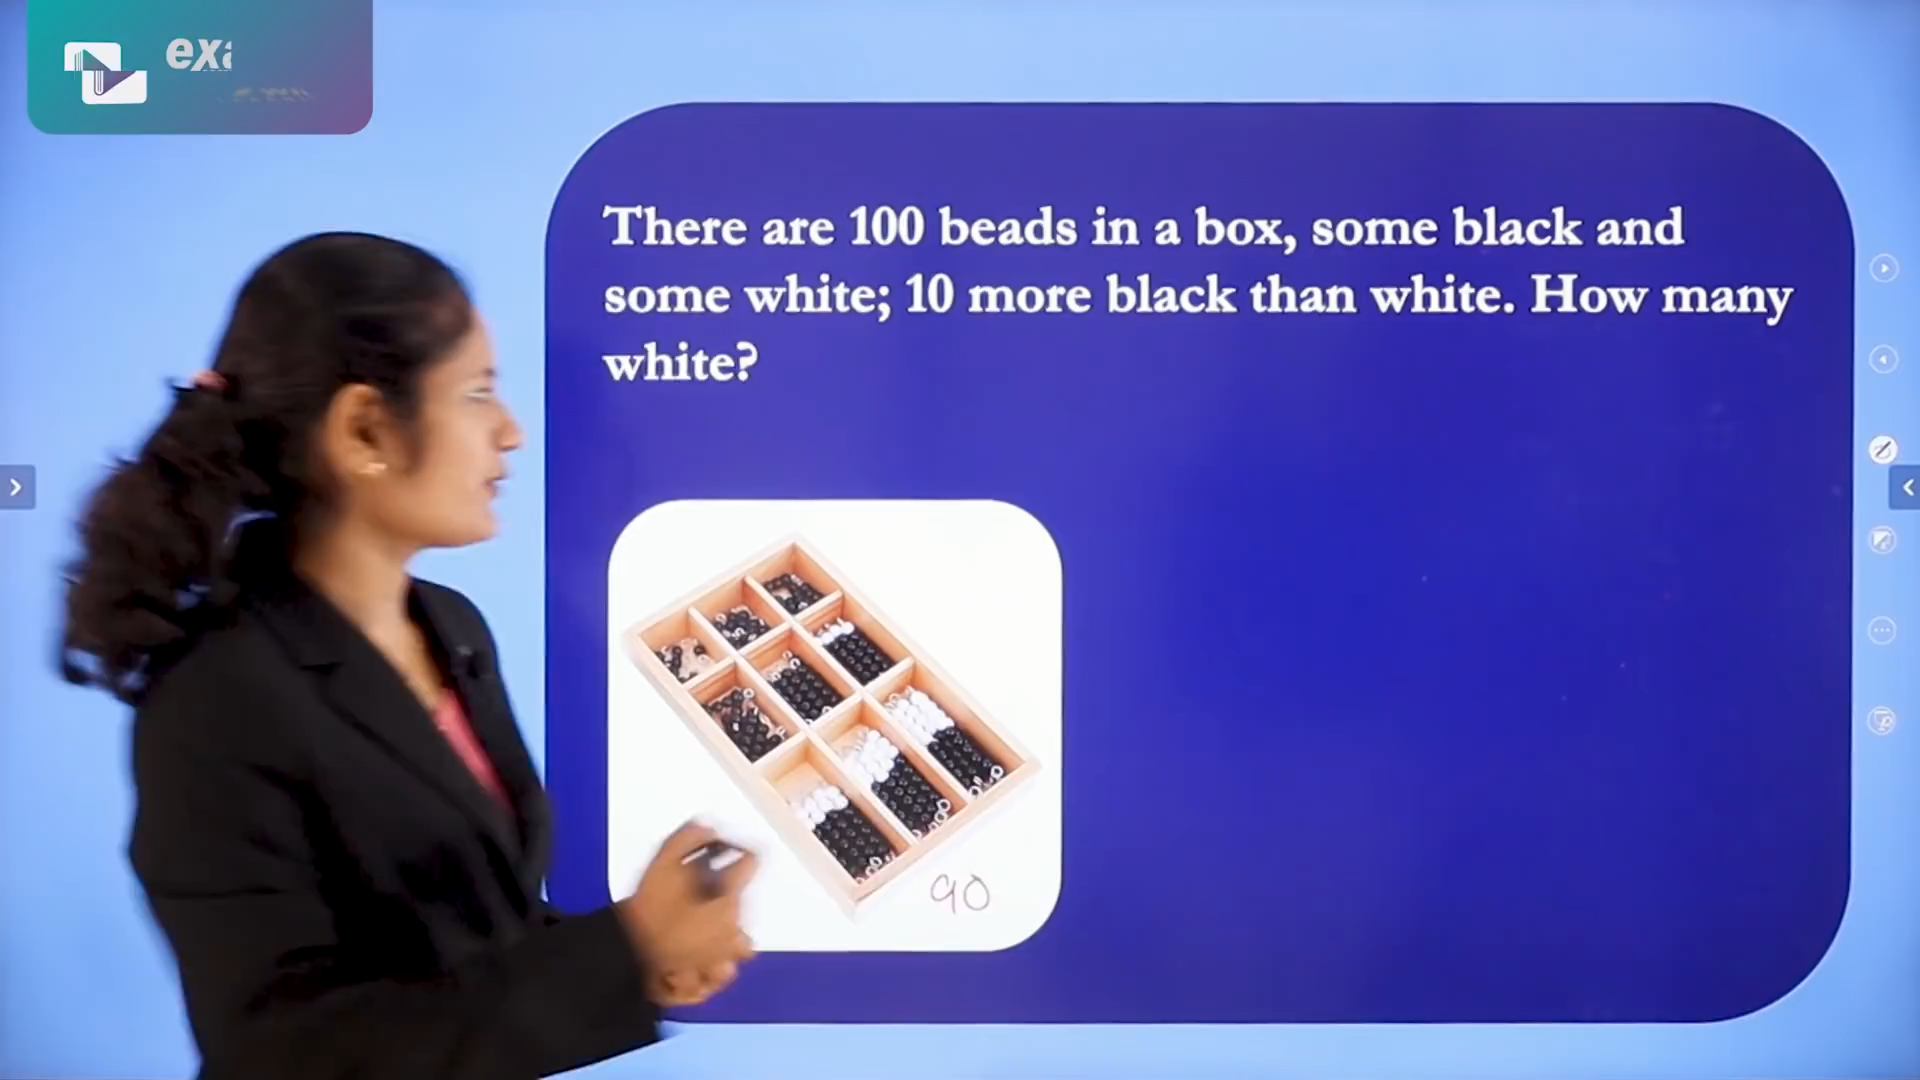 exa
There are 100 beads in a box, some black and
some white; 10 more black than white. How many
white?
90